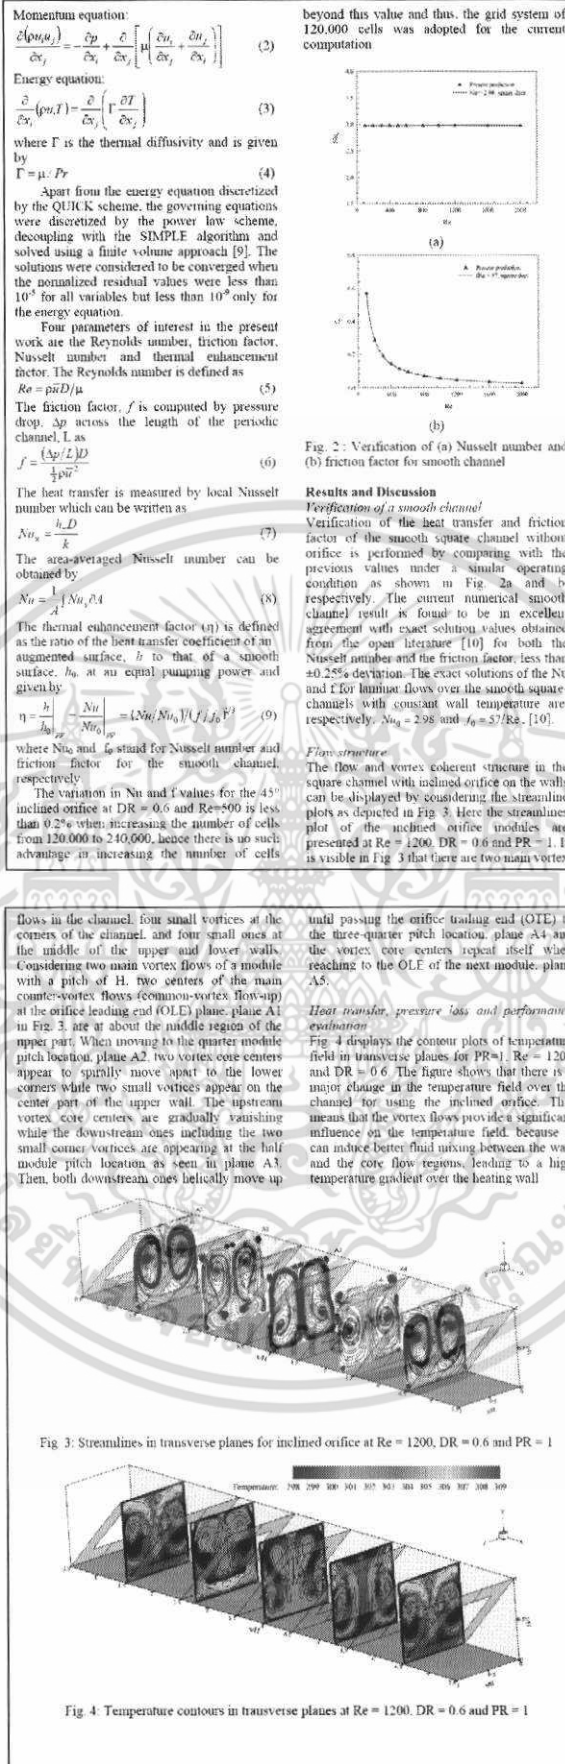 Momentum equation:
∂(ρu_i u_j)/∂x_j = -∂p/∂x_i + ∂/∂x_j [μ(∂u_i/∂x_j + ∂u_j/∂x_i)] (2)
Energy equation:
∂/∂x_i (ρu_i T) = ∂/∂x_j (Γ ∂T/∂x_j) (3)
where Γ is the thermal diffusivity and is given
by
Γ = μ / Pr (4)
Apart from the energy equation discretized
by the QUICK scheme, the governing equations
were discretized by the power law scheme,
decoupling with the SIMPLE algorithm and
solved using a finite volume approach [9]. The
solutions were considered to be converged when
the normalized residual values were less than
10⁻⁵ for all variables but less than 10⁻⁹ only for
the energy equation.
Four parameters of interest in the present
work are the Reynolds number, friction factor,
Nusselt number and thermal enhancement
factor. The Reynolds number is defined as
Re = ρūD/μ (5)
The friction factor, f is computed by pressure
drop, Δp across the length of the periodic
channel, L as
f = (Δp/L)D / ½ρū² (6)
The heat transfer is measured by local Nusselt
number which can be written as
Nu_x = h_x D / k (7)
The area-averaged Nusselt number can be
obtained by
Nu = 1/A ∫ Nu_x ∂A (8)
The thermal enhancement factor (η) is defined
as the ratio of the heat transfer coefficient of an
augmented surface, h to that of a smooth
surface, h₀, at an equal pumping power and
given by
η = h/h₀|pp = Nu/Nu₀|pp = (Nu/Nu₀)/(f/f₀)^1/3 (9)
where Nu₀ and f₀ stand for Nusselt number and
friction factor for the smooth channel,
respectively
The variation in Nu and f values for the 45°
inclined orifice at DR = 0.6 and Re=500 is less
than 0.2% when increasing the number of cells
from 120,000 to 240,000, hence there is no such
advantage in increasing the number of cells
beyond this value and thus, the grid system of
120,000 cells was adopted for the current
computation
Present prediction
Re
(a)
Present prediction
Re
(b)
Fig. 2 : Verification of (a) Nusselt number and
(b) friction factor for smooth channel
Results and Discussion
Verification of a smooth channel
Verification of the heat transfer and friction
factor of the smooth square channel without
orifice is performed by comparing with the
previous values under a similar operating
condition as shown in Fig. 2a and b
respectively. The current numerical smooth
channel result is found to be in excellen
agreement with exact solution values obtained
from the open literature [10] for both the
Nusselt number and the friction factor, less than
±0.25% deviation. The exact solutions of the Nu
and f for laminar flows over the smooth square
channels with constant wall temperature are
respectively, Nu₀ = 2.98 and f₀ = 57/Re , [10].
Flow structure
The flow and vortex coherent structure in the
square channel with inclined orifice on the walls
can be displayed by considering the streamline
plots as depicted in Fig. 3. Here the streamlines
plot of the inclined orifice modules are
presented at Re = 1200, DR = 0.6 and PR = 1. I
is visible in Fig 3 that there are two main vortex
flows in the channel, four small vortices at the
corners of the channel, and four small ones at
the middle of the upper and lower walls.
Considering two main vortex flows of a module
with a pitch of H, two centers of the main
counter-vortex flows (common-vortex flow-up)
at the orifice leading end (OLE) plane, plane A1
in Fig. 3, are at about the middle region of the
upper part. When moving to the quarter module
pitch location, plane A2, two vortex core centers
appear to spirally move apart to the lower
corners while two small vortices appear on the
center part of the upper wall. The upstream
vortex core centers are gradually vanishing
while the downstream ones including the two
small corner vortices are appearing at the half
module pitch location as seen in plane A3.
Then, both downstream ones helically move up
until passing the orifice trailing end (OTE)
the three-quarter pitch location, plane A4 an
the vortex core centers repeat itself whe
reaching to the OLE of the next module, plan
A5.
Heat transfer, pressure loss and performan
evaluation
Fig. 4 displays the contour plots of temperatur
field in transverse planes for PR=1, Re = 120
and DR = 0.6. The figure shows that there is
major change in the temperature field over th
channel for using the inclined orifice. Th
means that the vortex flows provide a significan
influence on the temperature field, because
can induce better fluid mixing between the wa
and the core flow regions, leading to a hig
temperature gradient over the heating wall
Fig. 3: Streamlines in transverse planes for inclined orifice at Re = 1200, DR = 0.6 and PR = 1
Temperature: 298 299 300 301 302 303 304 305 306 307 308 309
Fig. 4: Temperature contours in transverse planes at Re = 1200, DR = 0.6 and PR = 1